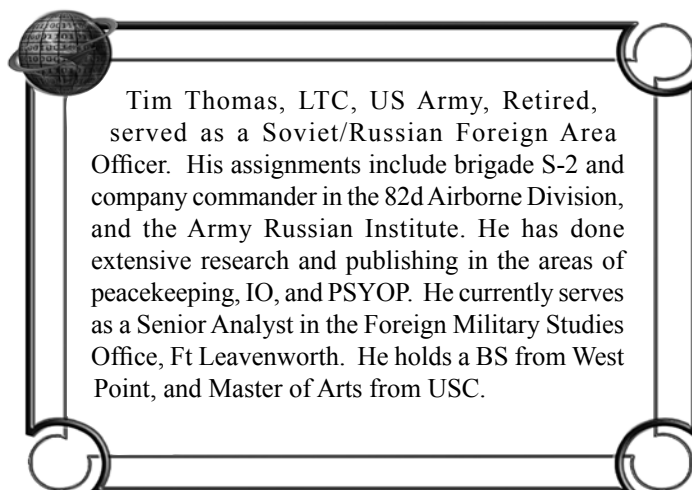 Tim Thomas, LTC, US Army, Retired,
served as a Soviet/Russian Foreign Area
Officer. His assignments include brigade S-2 and
company commander in the 82d Airborne Division,
and the Army Russian Institute. He has done
extensive research and publishing in the areas of
peacekeeping, IO, and PSYOP. He currently serves
as a Senior Analyst in the Foreign Military Studies
Office, Ft Leavenworth. He holds a BS from West
Point, and Master of Arts from USC.